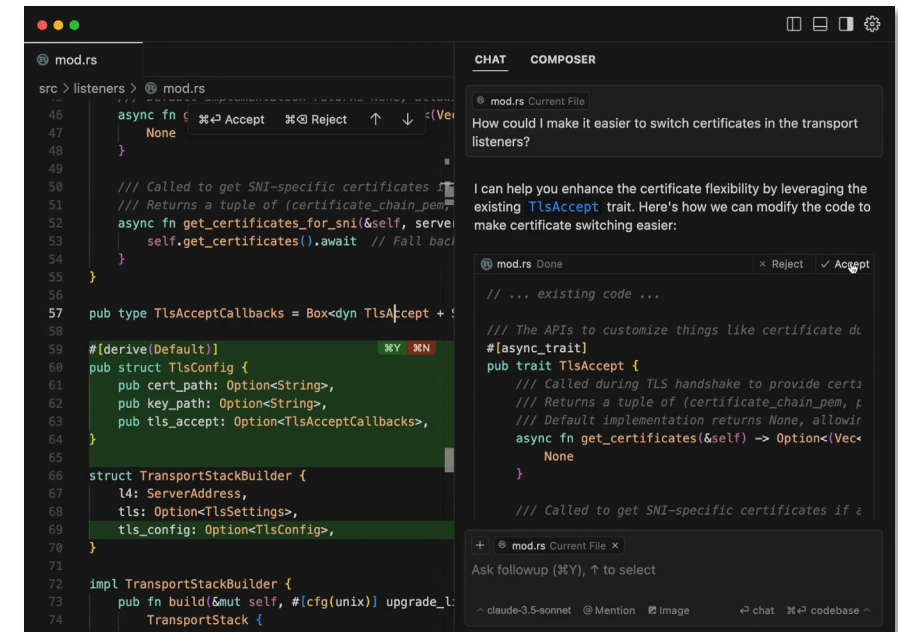 mod.rs
src > listeners > mod.rs
46 async fn g
47 None
48 }
49
50 /// Called to get SNI-specific certificates
51 /// Returns a tuple of (certificate_chain_pem,
52 async fn get_certificates_for_sni(&self, serve
53 self.get_certificates().await // Fall bac
54 }
55 }
56
57 pub type TlsAcceptCallbacks = Box<dyn TlsAccept +
58
59 #[derive(Default)]
60 pub struct TlsConfig {
61 pub cert_path: Option<String>,
62 pub key_path: Option<String>,
63 pub tls_accept: Option<TlsAcceptCallbacks>,
64 }
65
66 struct TransportStackBuilder {
67 l4: ServerAddress,
68 tls: Option<TlsSettings>,
69 tls_config: Option<TlsConfig>,
70 }
71
72 impl TransportStackBuilder {
73 pub fn build(&mut self, #[cfg(unix)] upgrade_l
74 TransportStack {
⌘⏎ Accept ⌘⌫ Reject ↑ ↓
⌘Y ⌘N
CHAT COMPOSER
mod.rs Current File
How could I make it easier to switch certificates in the transport
listeners?
I can help you enhance the certificate flexibility by leveraging the
existing TlsAccept trait. Here's how we can modify the code to
make certificate switching easier:
mod.rs Done × Reject ✓ Accept
// ... existing code ...
/// The APIs to customize things like certificate du
#[async_trait]
pub trait TlsAccept {
/// Called during TLS handshake to provide certi
/// Returns a tuple of (certificate_chain_pem, p
/// Default implementation returns None, allowin
async fn get_certificates(&self) -> Option<(Vec<
None
}
/// Called to get SNI-specific certificates if a
+ mod.rs Current File ×
Ask followup (⌘Y), ↑ to select
^ claude-3.5-sonnet @ Mention Image ⏎ chat ⌘⏎ codebase ^